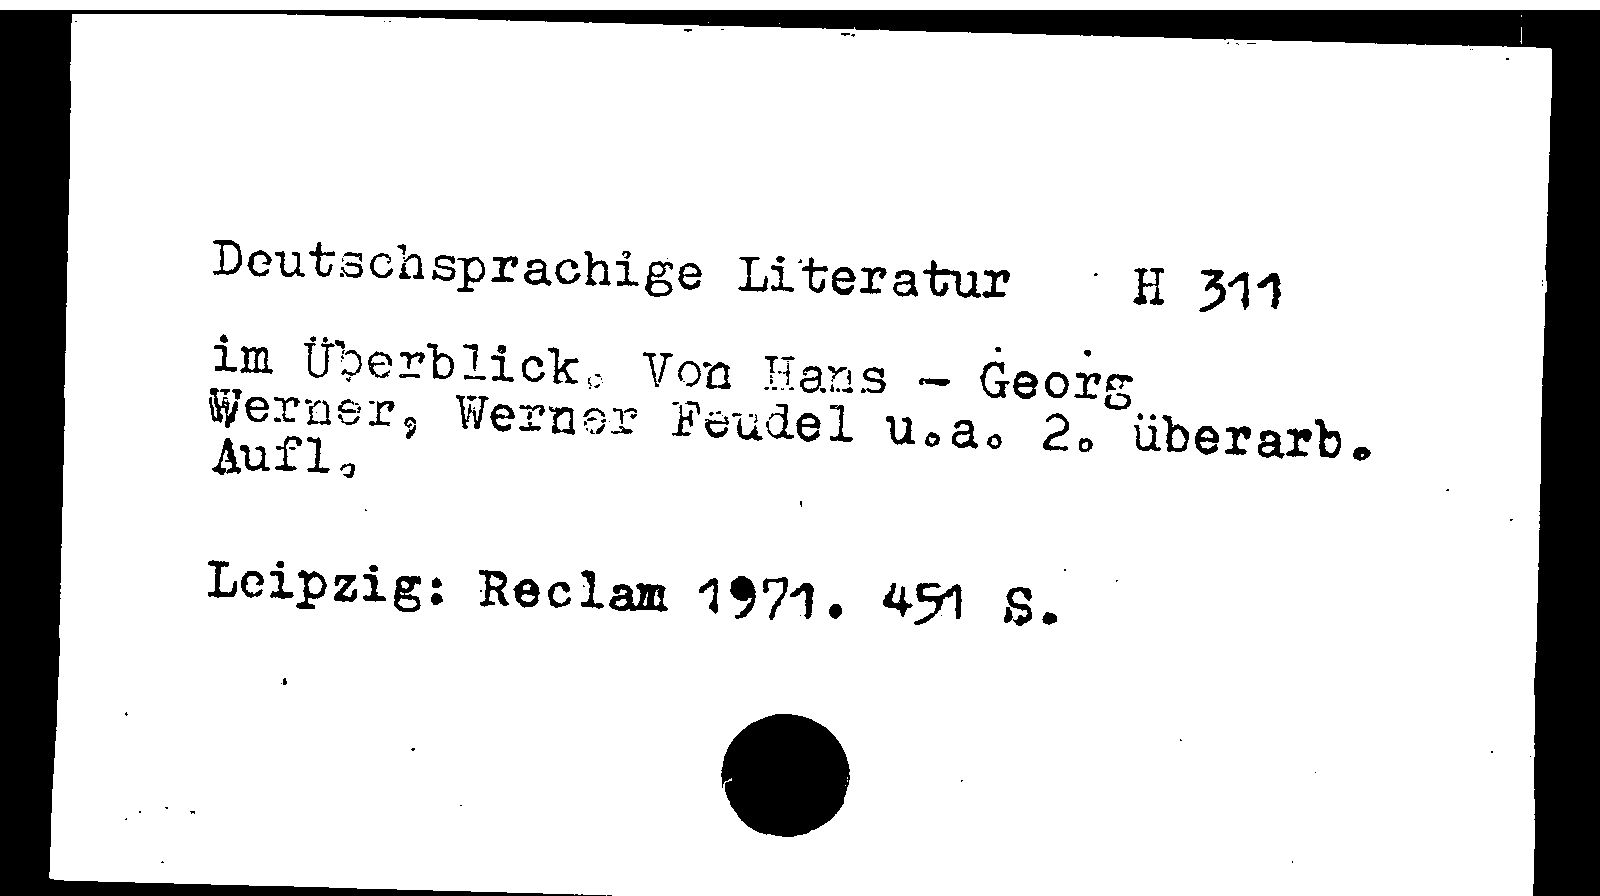 Deutschsprachige Literatur H 311
im Überblick. Von Hans - Georg
Werner, Werner Feudel u.a. 2. überarb.
Aufl.
Leipzig: Reclam 1971. 451 S.